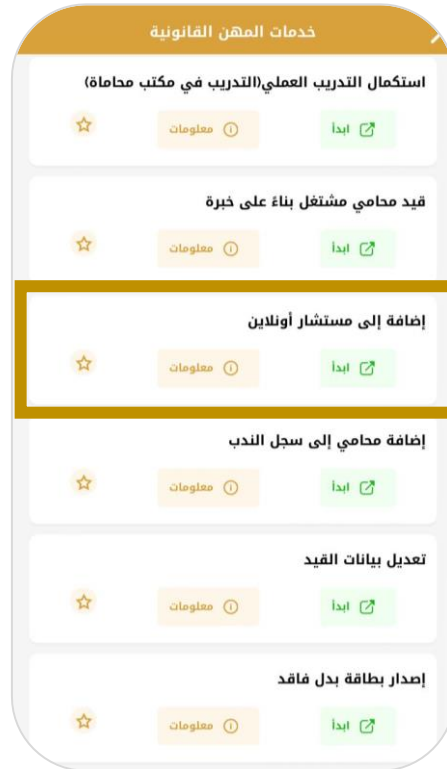 خدمات المهن القانونية
استكمال التدريب العملي(التدريب في مكتب محاماة)
ابدأ
معلومات
قيد محامي مشتغل بناءً على خبرة
ابدأ
معلومات
إضافة إلى مستشار أونلاين
ابدأ
معلومات
إضافة محامي إلى سجل الندب
ابدأ
معلومات
تعديل بيانات القيد
ابدأ
معلومات
إصدار بطاقة بدل فاقد
ابدأ
معلومات